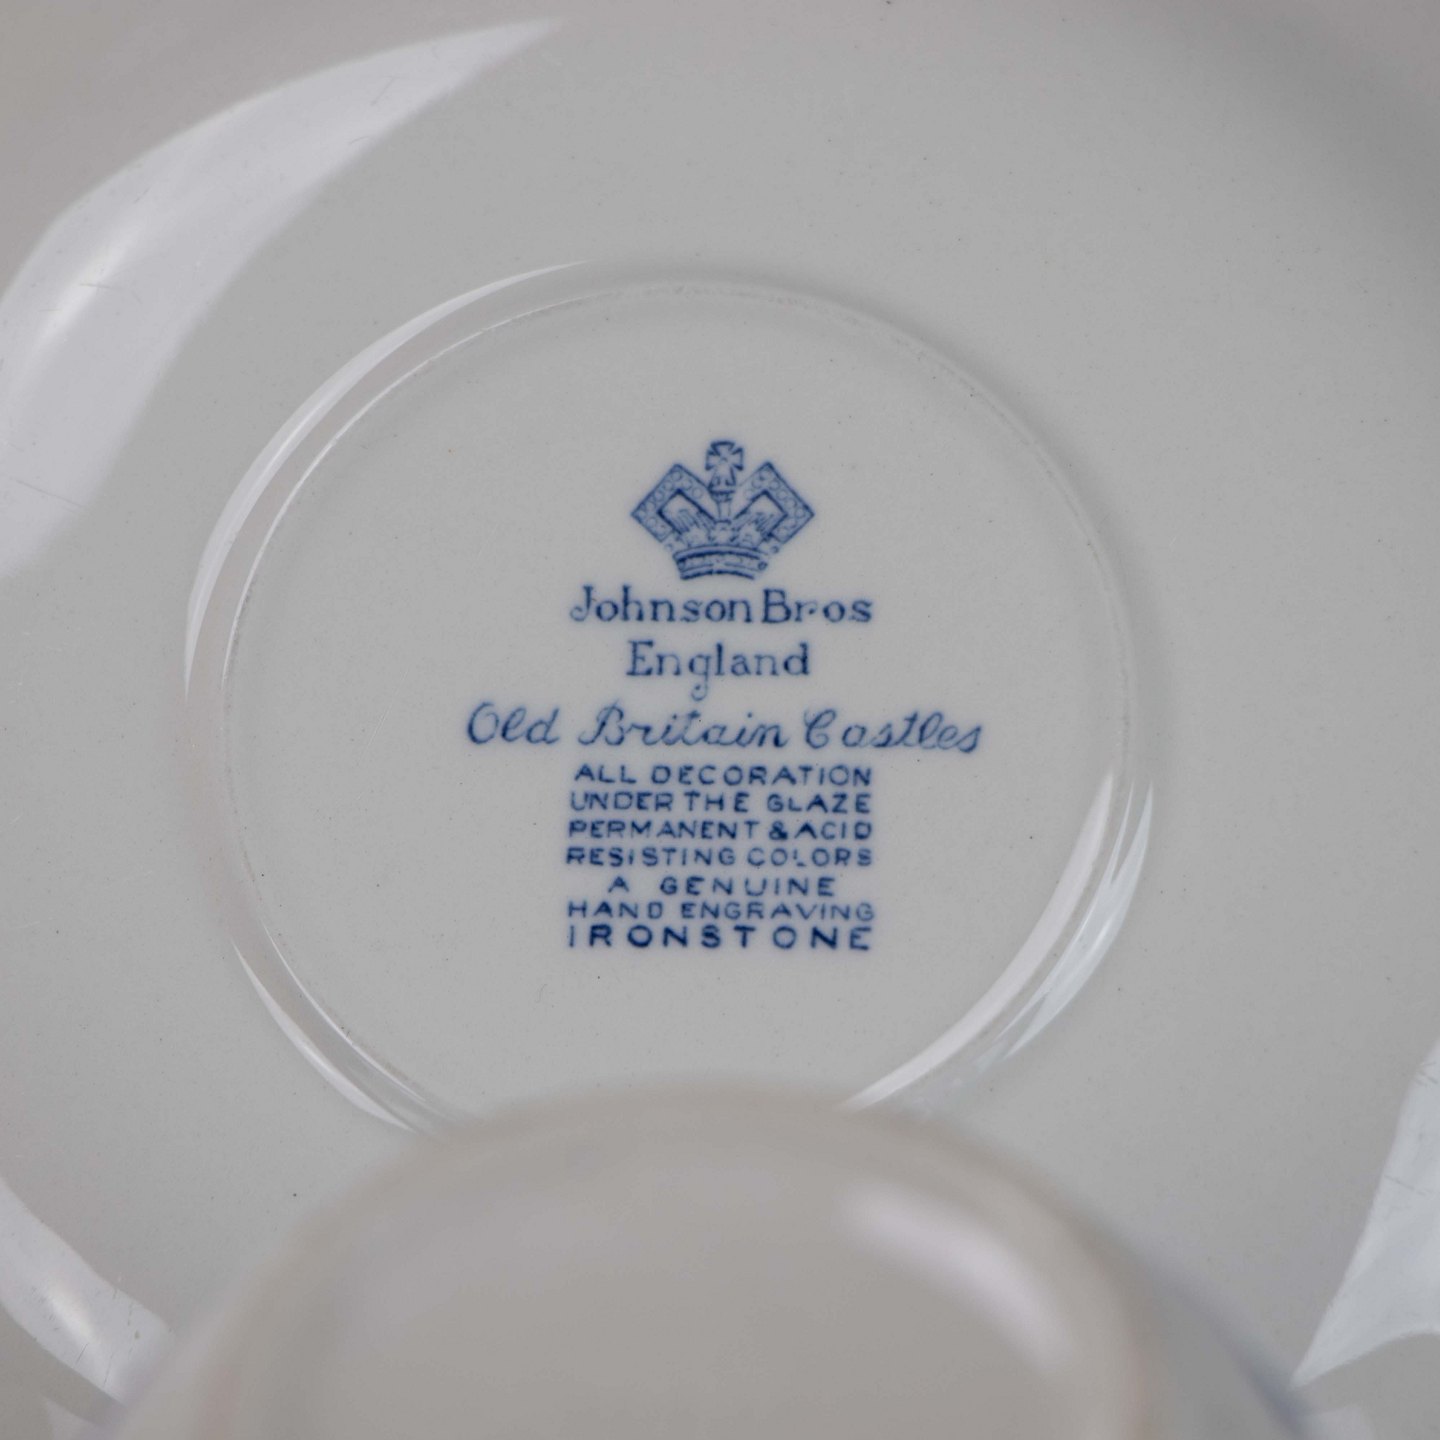 Johnson Bros
England
Old Britain Castles
ALL DECORATION
UNDER THE GLAZE
PERMANENT & ACID
RESISTING COLORS
A GENUINE
HAND ENGRAVING
IRONSTONE